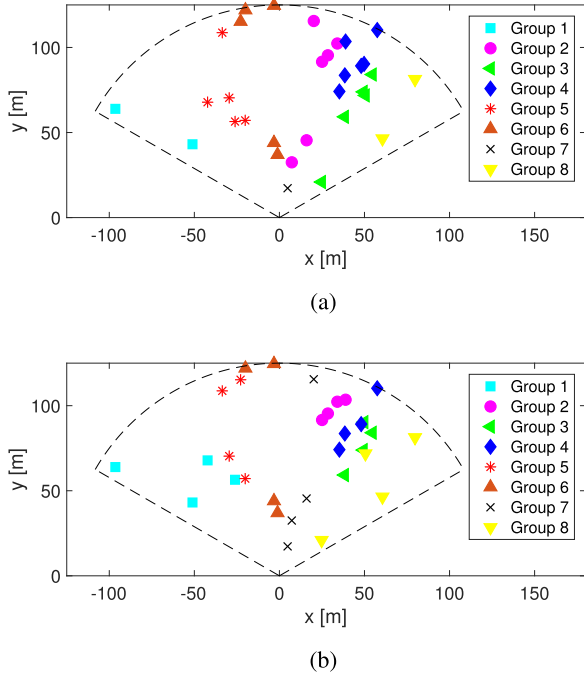 100
50
0
y [m]
-100
-50
0
50
100
150
x [m]
Group 1
Group 2
Group 3
Group 4
Group 5
Group 6
Group 7
Group 8
(a)
100
50
0
y [m]
-100
-50
0
50
100
150
x [m]
Group 1
Group 2
Group 3
Group 4
Group 5
Group 6
Group 7
Group 8
(b)